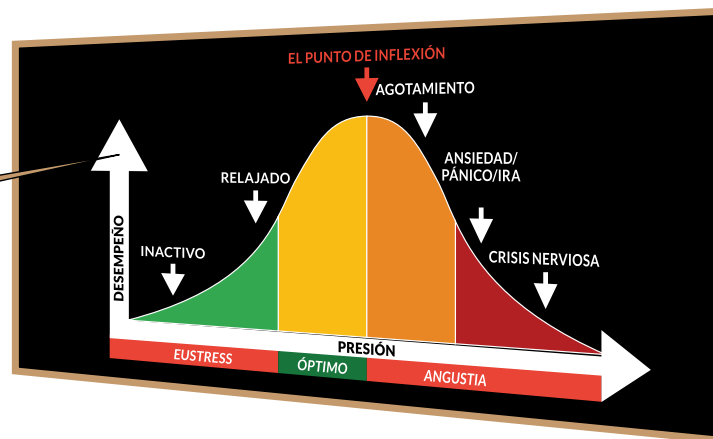 EL PUNTO DE INFLEXIÓN
AGOTAMIENTO
ANSIEDAD/
PÁNICO/IRA
RELAJADO
INACTIVO
CRISIS NERVIOSA
DESEMPEÑO
PRESIÓN
EUSTRESS
ÓPTIMO
ANGUSTIA